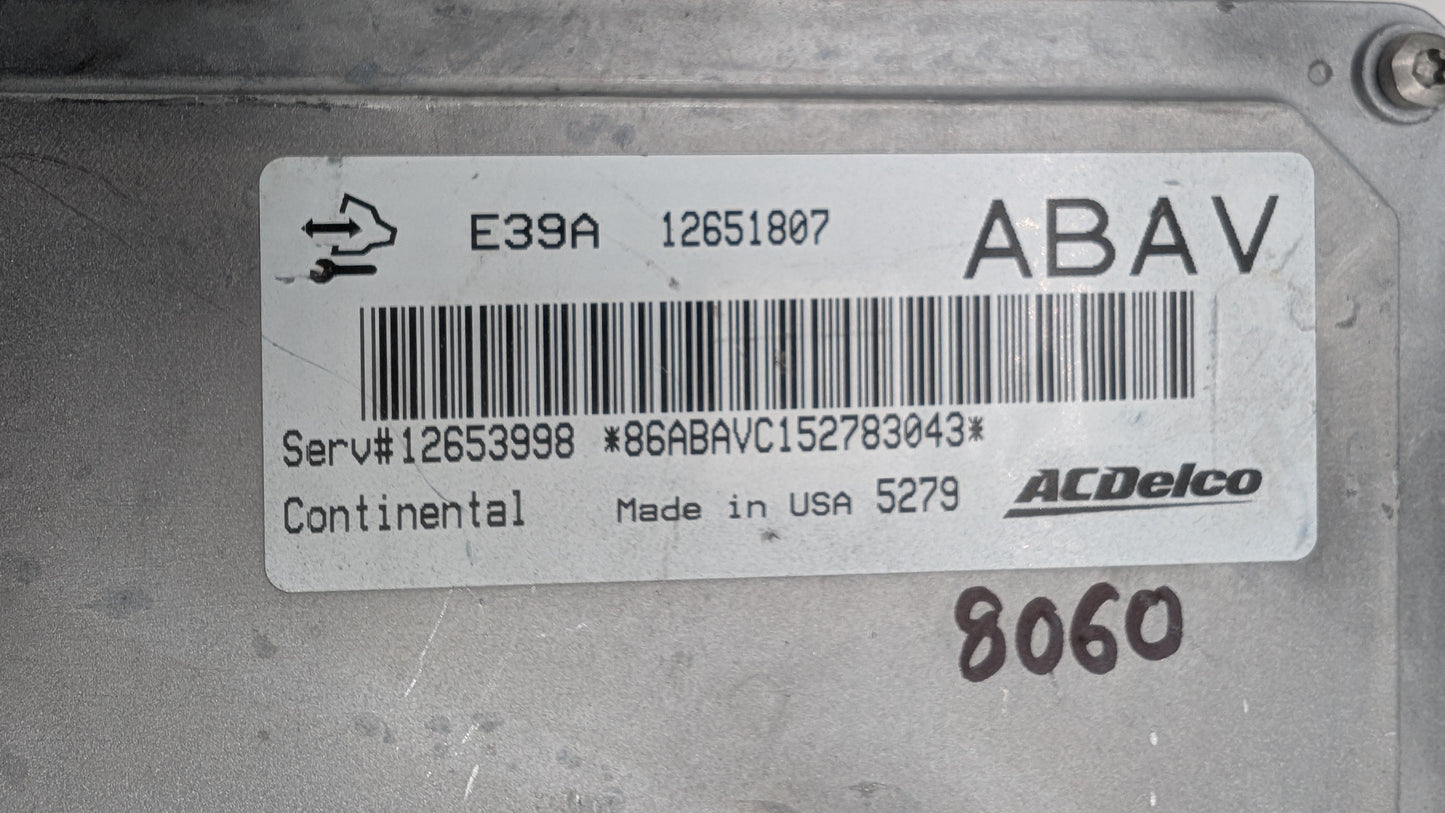 E39A 12651807 ABAV
Serv#12653998 *86ABAVC152783043*
Continental Made in USA 5279 ACDelco
8060